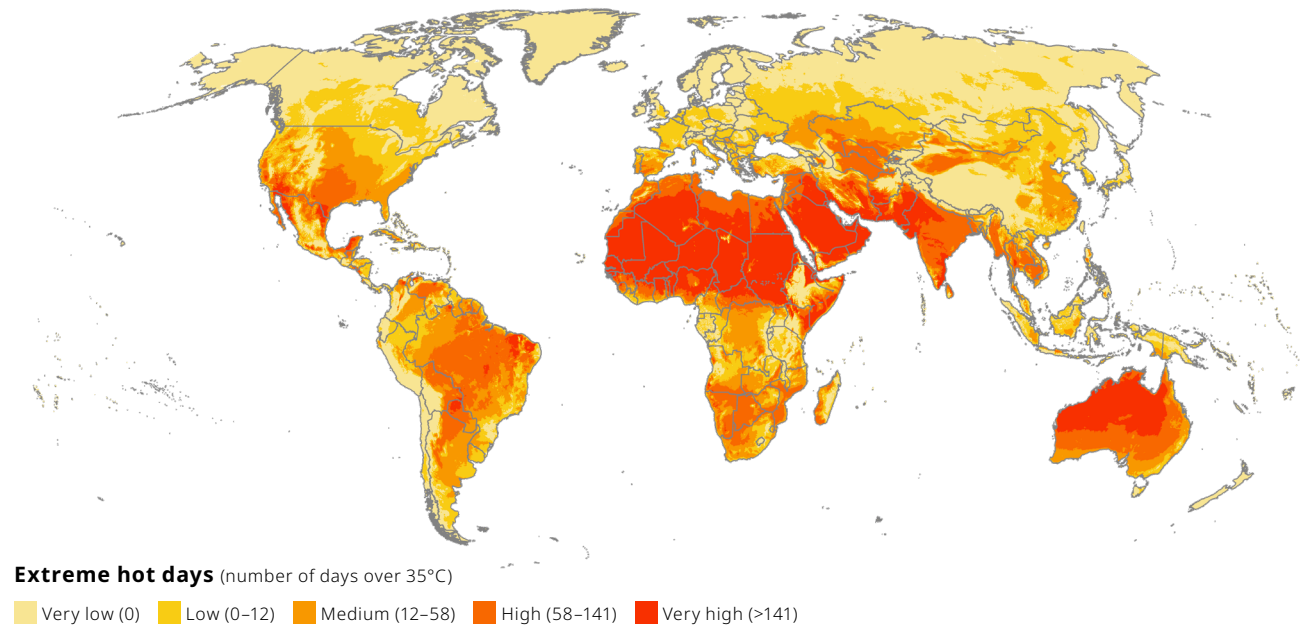 Extreme hot days (number of days over 35°C)
Very low (0) Low (0–12) Medium (12–58) High (58–141) Very high (>141)